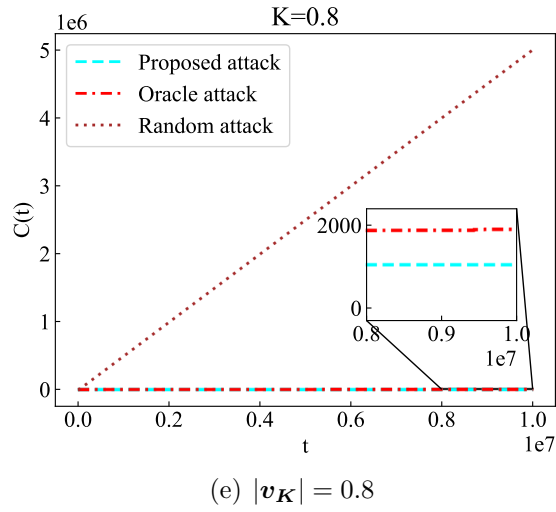 K=0.8
1e6
5
4
3
2
1
0
C(t)
Proposed attack
Oracle attack
Random attack
2000
0
0.8 0.9 1.0
1e7
0.0 0.2 0.4 0.6 0.8 1.0
1e7
t
(e) |v_K| = 0.8